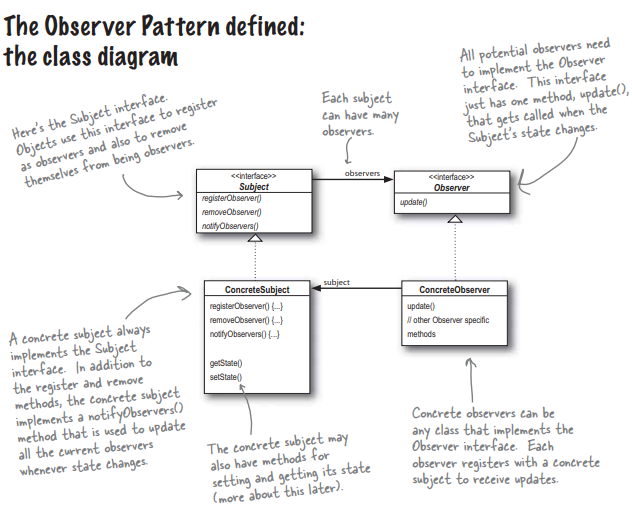 The Observer Pattern defined:
the class diagram
Here's the Subject interface.
Objects use this interface to register
as observers and also to remove
themselves from being observers.
Each subject
can have many
observers.
All potential observers need
to implement the Observer
interface. This interface
just has one method, update(),
that gets called when the
Subject's state changes.
<<interface>>
Subject
registerObserver()
removeObserver()
notifyObservers()
observers
<<interface>>
Observer
update()
ConcreteSubject
registerObserver() {...}
removeObserver() {...}
notifyObservers() {...}
getState()
setState()
subject
ConcreteObserver
update()
// other Observer specific
methods
A concrete subject always
implements the Subject
interface. In addition to
the register and remove
methods, the concrete subject
implements a notifyObservers()
method that is used to update
all the current observers
whenever state changes.
The concrete subject may
also have methods for
setting and getting its state
(more about this later).
Concrete observers can be
any class that implements the
Observer interface. Each
observer registers with a concrete
subject to receive updates.